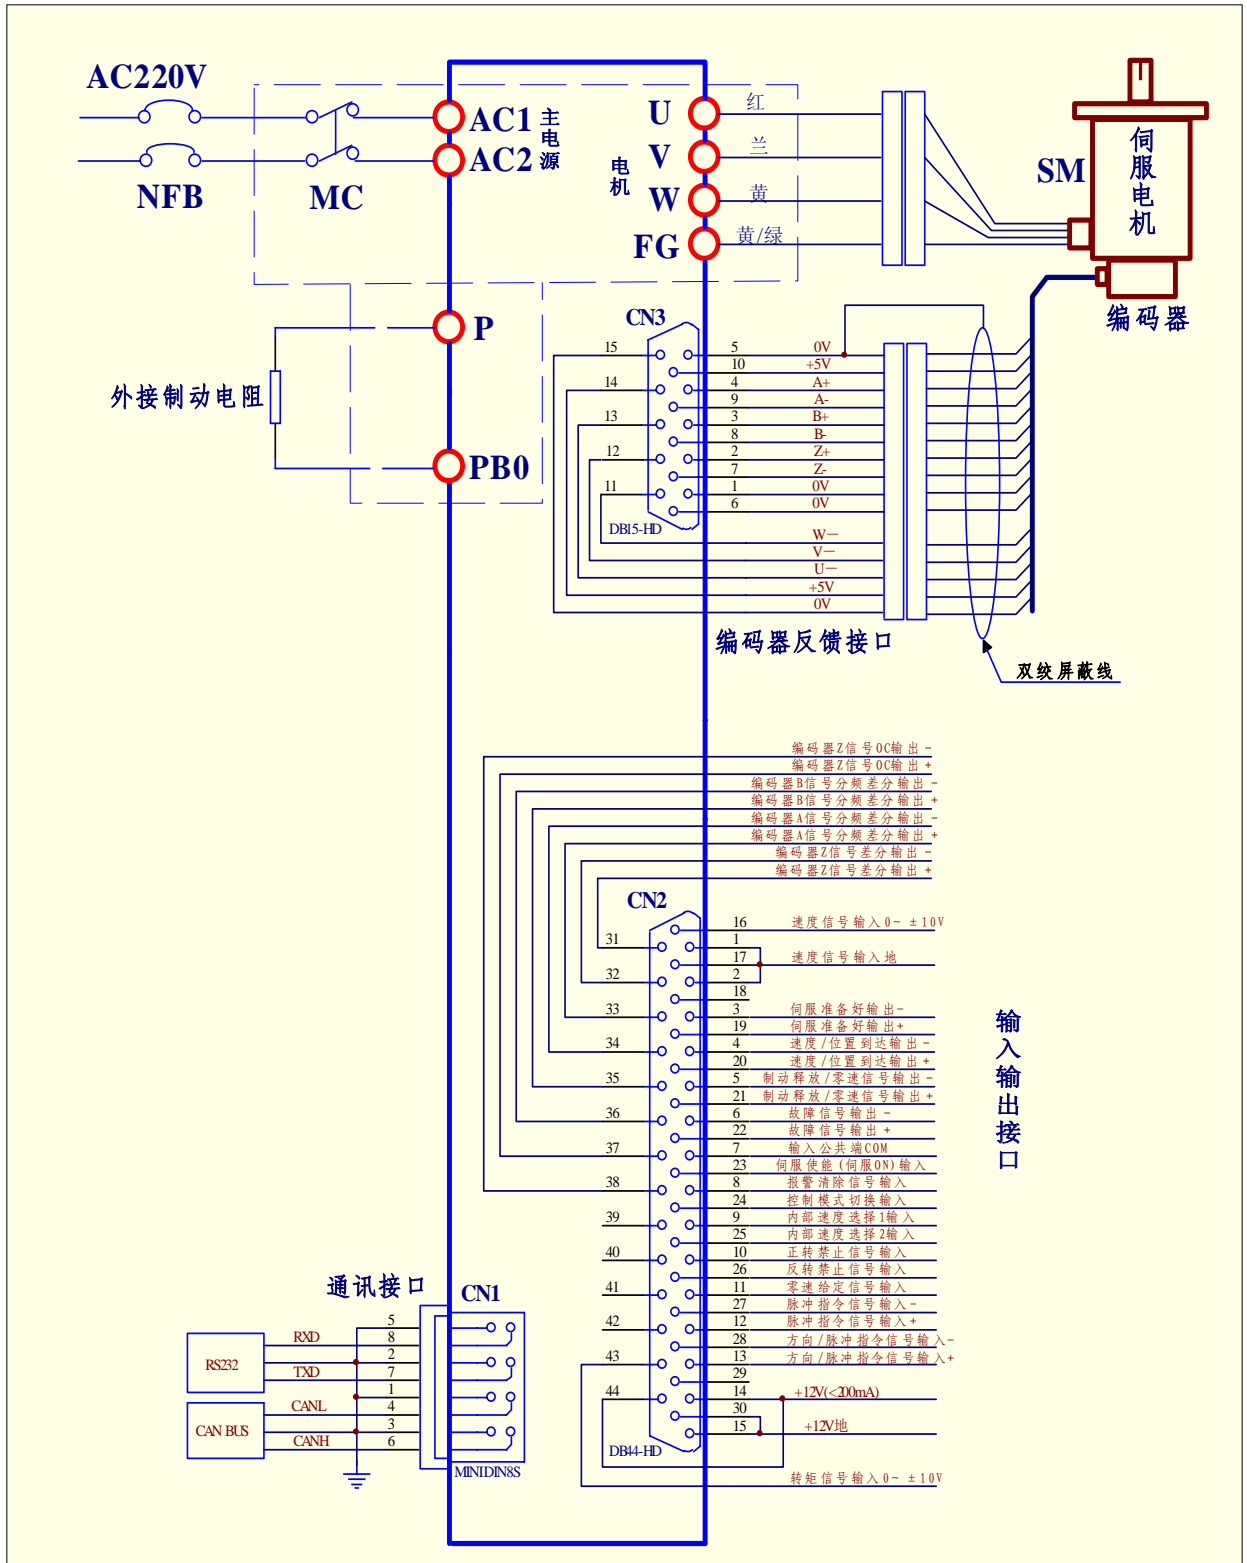 AC220V
NFB
MC
AC1
AC2
主电源
电机
U
V
W
FG
红
兰
黄
黄/绿
SM
伺服电机
编码器
P
PB0
外接制动电阻
CN3
15
14
13
12
11
5 0V
10 +5V
4 A+
9 A-
3 B+
8 B-
2 Z+
7 Z-
1 0V
6 0V
DB15-HD
W—
V—
U—
+5V
0V
编码器反馈接口
双绞屏蔽线
编码器Z信号OC输出 -
编码器Z信号OC输出 +
编码器B信号分频差分输出 -
编码器B信号分频差分输出 +
编码器A信号分频差分输出 -
编码器A信号分频差分输出 +
编码器Z信号差分输出 -
编码器Z信号差分输出 +
CN2
31
32
33
34
35
36
37
38
39
40
41
42
43
44
16 速度信号输入0~ ±10V
1
17 速度信号输入地
2
18
3 伺服准备好输出-
19 伺服准备好输出+
4 速度/位置到达输出-
20 速度/位置到达输出+
5 制动释放/零速信号输出-
21 制动释放/零速信号输出+
6 故障信号输出 -
22 故障信号输出 +
7 输入公共端COM
23 伺服使能(伺服ON)输入
8 报警清除信号输入
24 控制模式切换输入
9 内部速度选择1输入
25 内部速度选择2输入
10 正转禁止信号输入
26 反转禁止信号输入
11 零速给定信号输入
27 脉冲指令信号输入-
12 脉冲指令信号输入+
28 方向/脉冲指令信号输入-
13 方向/脉冲指令信号输入+
29
14 +12V(<200mA)
30
15 +12V地
DB44-HD
转矩信号输入0~ ±10V
输入输出接口
通讯接口
CN1
RS232
RXD
TXD
CAN BUS
CANL
CANH
5
8
2
7
1
4
3
6
MINIDIN8S